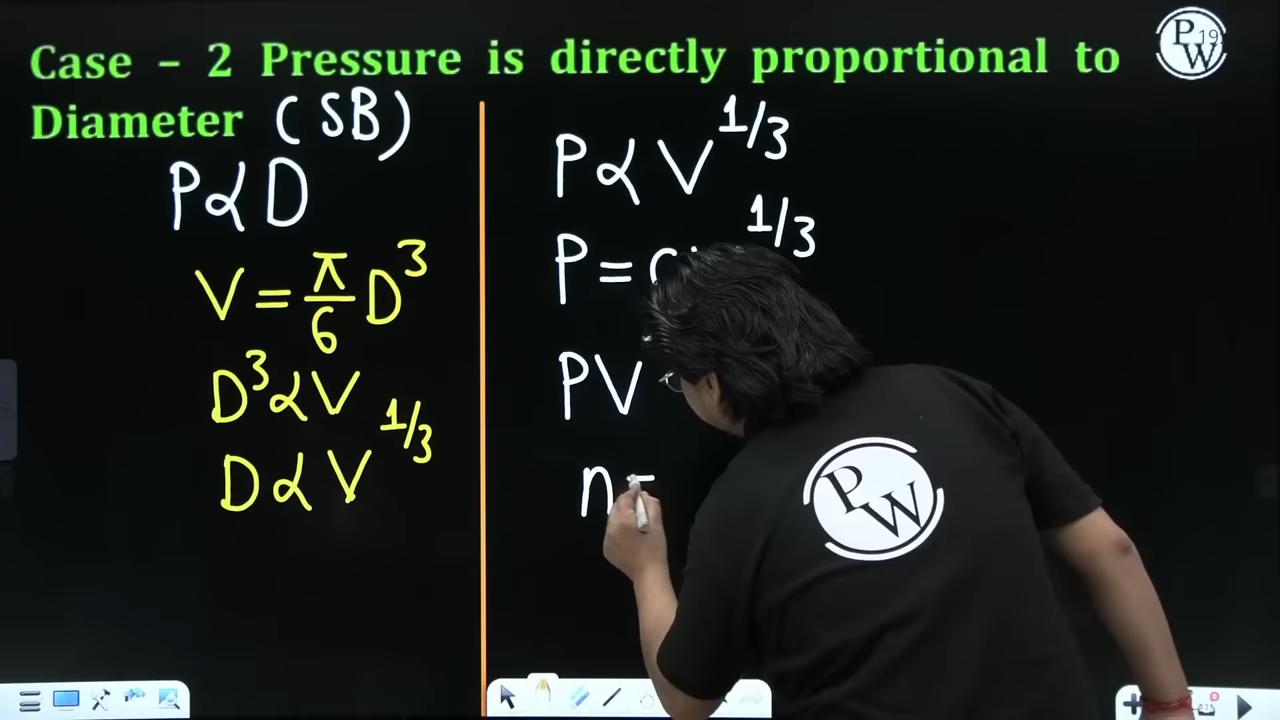 Case – 2 Pressure is directly proportional to
Diameter (SB)
P∝D
V = π/6 D³
D³∝V
D∝V^1/3
P∝V^1/3
P = 1/3
PV
n=
PW
19
PW